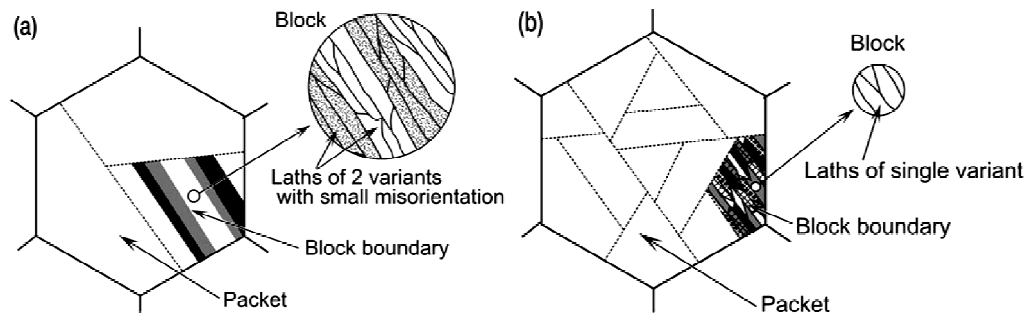 (a)
Block
Laths of 2 variants
with small misorientation
Block boundary
Packet
(b)
Block
Laths of single variant
Block boundary
Packet